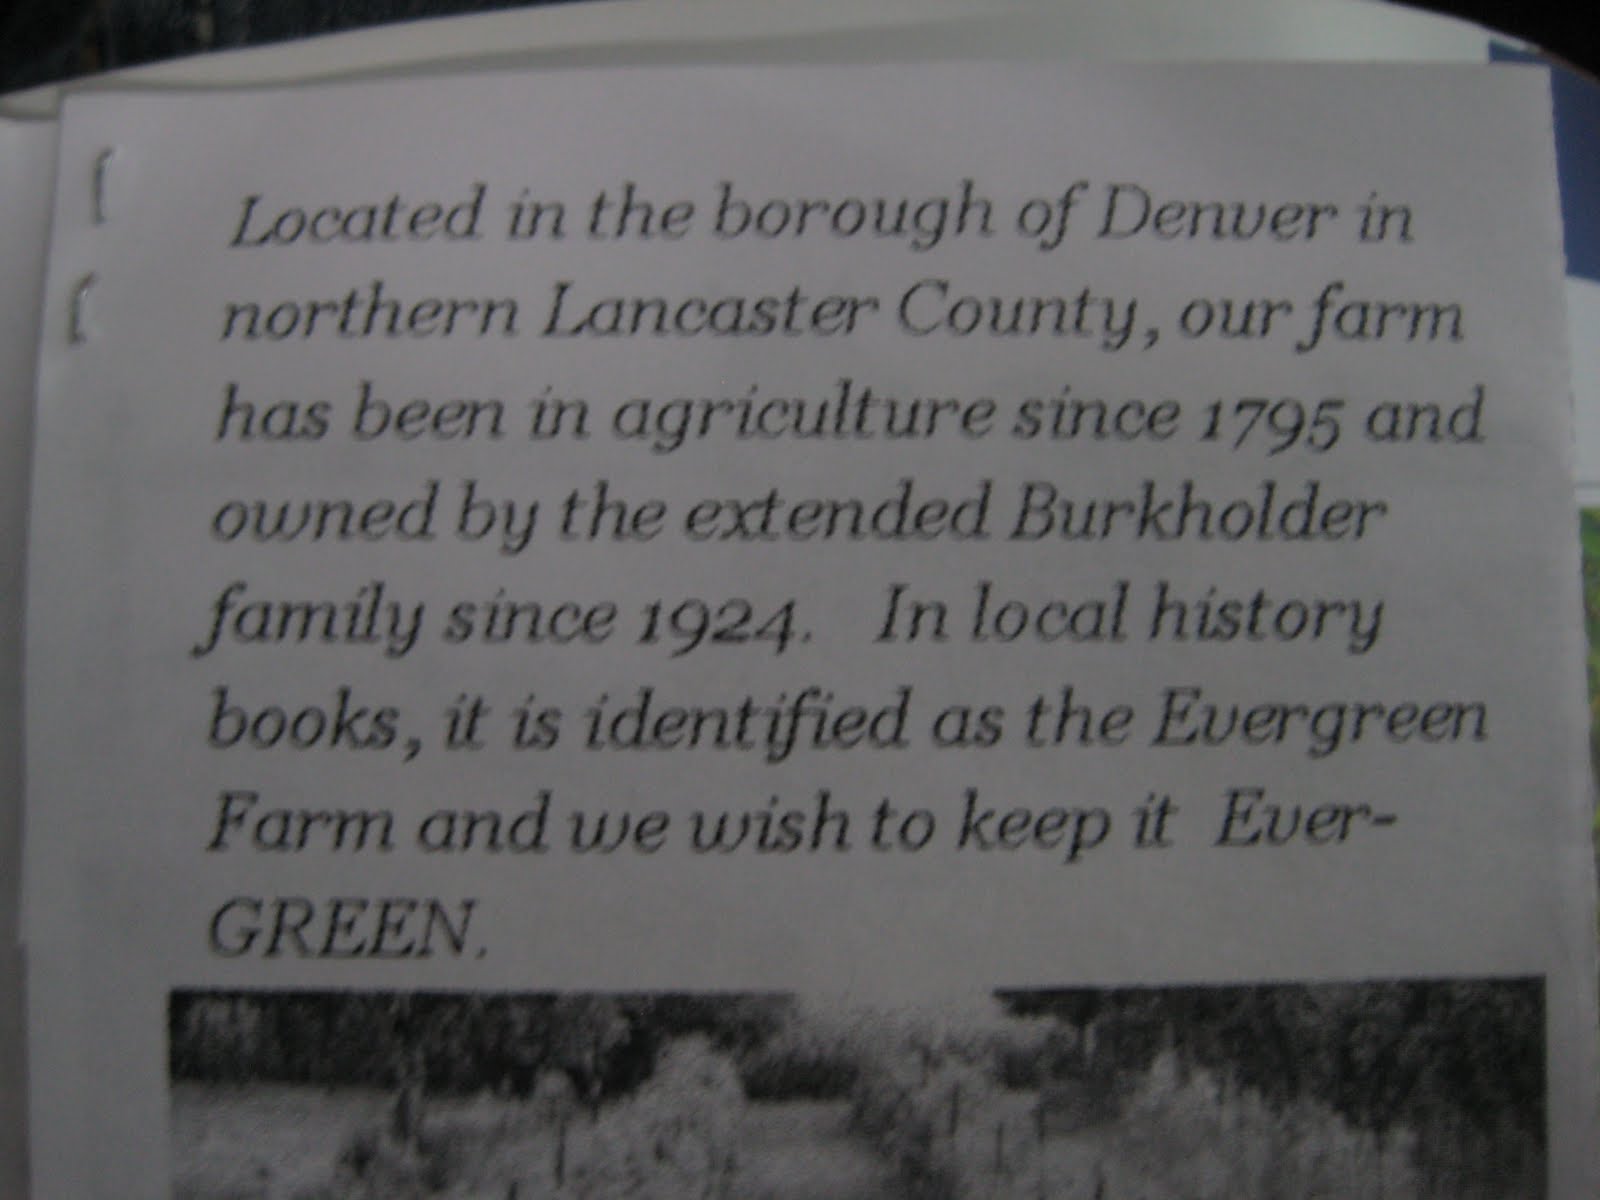 Located in the borough of Denver in
northern Lancaster County, our farm
has been in agriculture since 1795 and
owned by the extended Burkholder
family since 1924. In local history
books, it is identified as the Evergreen
Farm and we wish to keep it Ever-
GREEN.